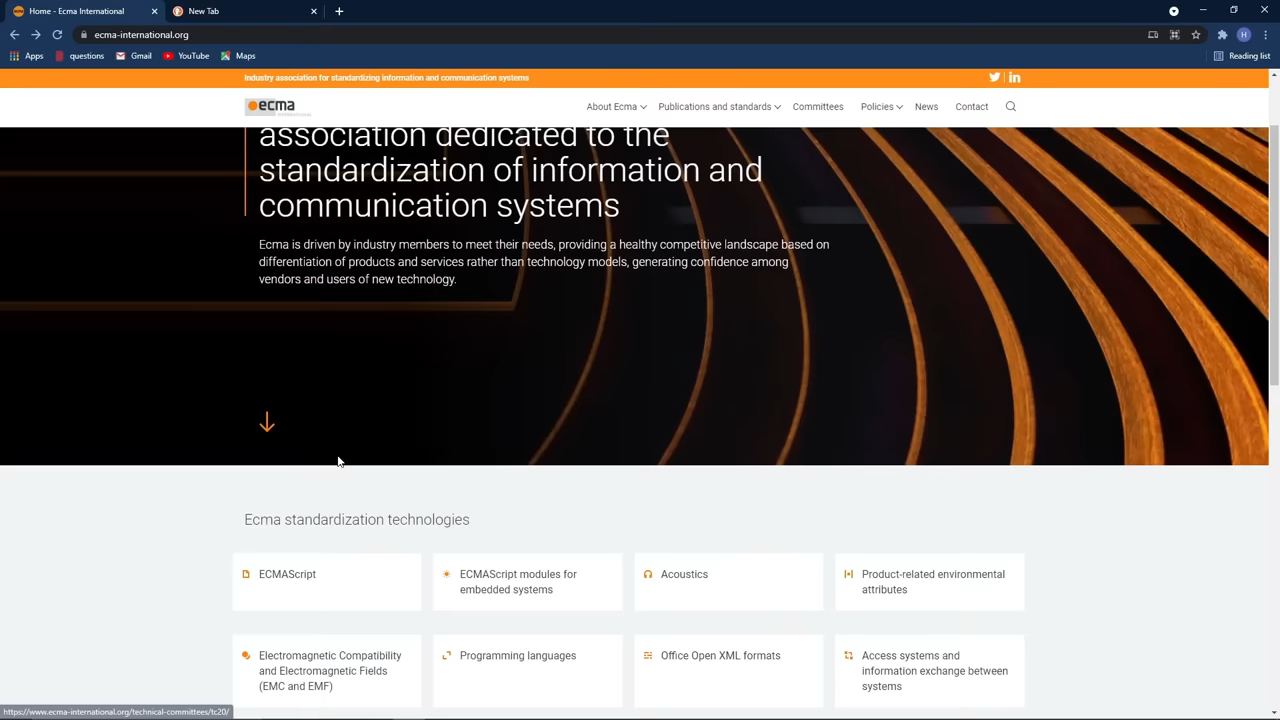 Home - Ecma International
New Tab
ecma-international.org
Apps
questions
Gmail
YouTube
Maps
Reading list
Industry association for standardizing information and communication systems
ecma
INTERNATIONAL
About Ecma
Publications and standards
Committees
Policies
News
Contact
association dedicated to the
standardization of information and
communication systems
Ecma is driven by industry members to meet their needs, providing a healthy competitive landscape based on
differentiation of products and services rather than technology models, generating confidence among
vendors and users of new technology.
Ecma standardization technologies
ECMAScript
ECMAScript modules for
embedded systems
Acoustics
Product-related environmental
attributes
Electromagnetic Compatibility
and Electromagnetic Fields
(EMC and EMF)
Programming languages
Office Open XML formats
Access systems and
information exchange between
systems
https://www.ecma-international.org/technical-committees/tc20/